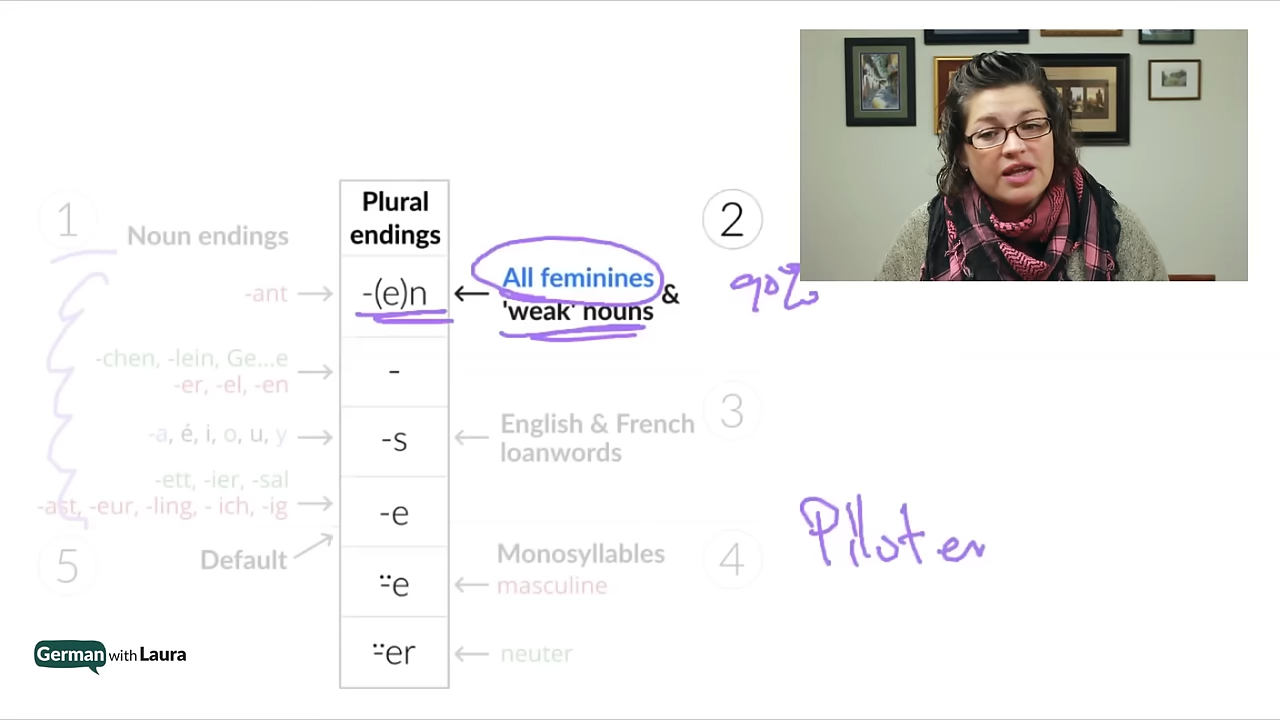 1
Noun endings
-ant
-chen, -lein, Ge...e
-er, -el, -en
-a, é, i, o, u, y
-ett, -ier, -sal
-ast, -eur, -ling, - ich, -ig
5
Default
Plural
endings
-(e)n
-
-s
-e
-̈e
-̈er
All feminines
'weak' nouns &
2
90%
English & French
loanwords
3
Monosyllables
masculine
4
neuter
Piloten
German with Laura